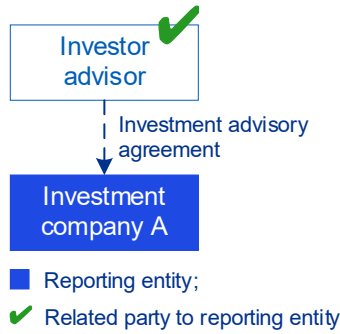 Investor
advisor
Investment advisory
agreement
Investment
company A
Reporting entity;
Related party to reporting entity